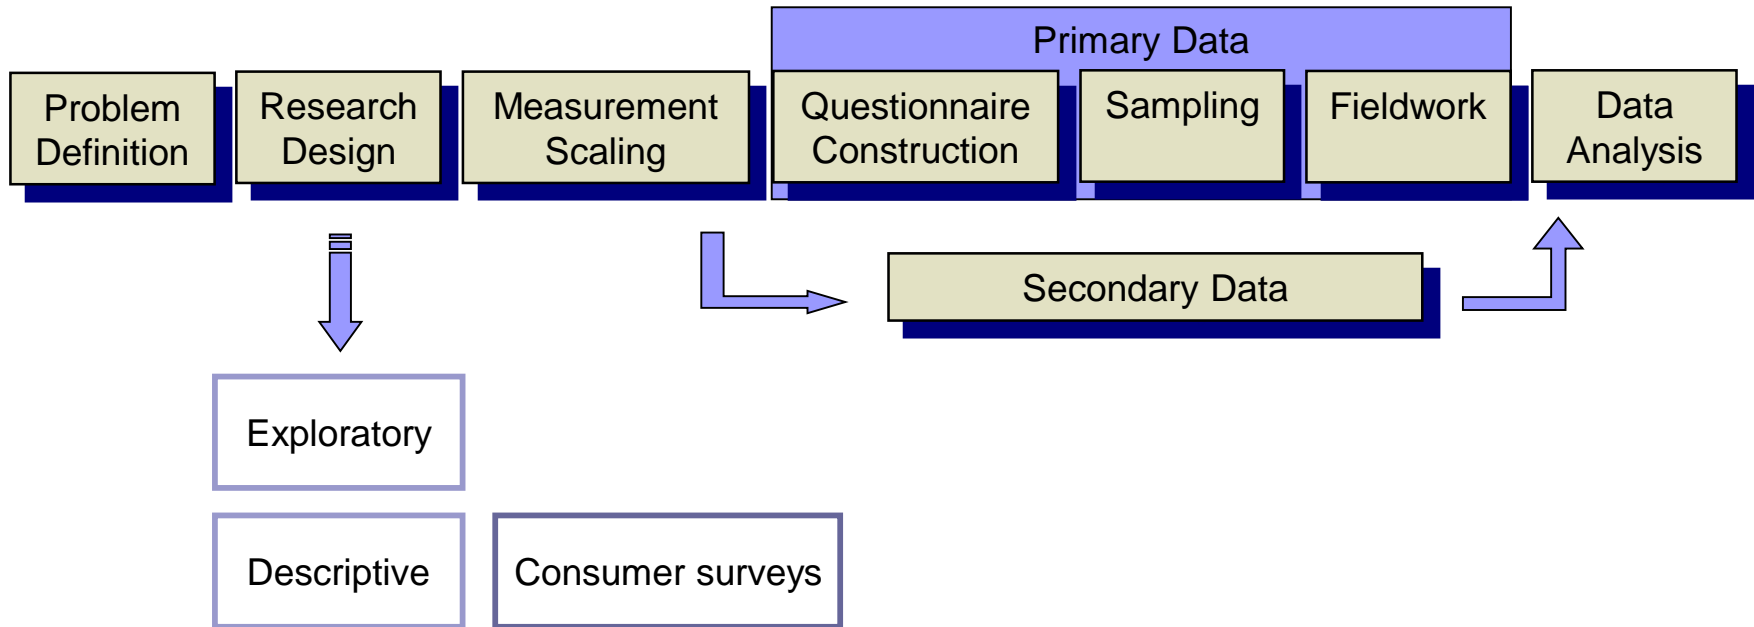 Primary Data
Problem
Definition
Research
Design
Measurement
Scaling
Questionnaire
Construction
Sampling
Fieldwork
Data
Analysis
Secondary Data
Exploratory
Descriptive
Consumer surveys